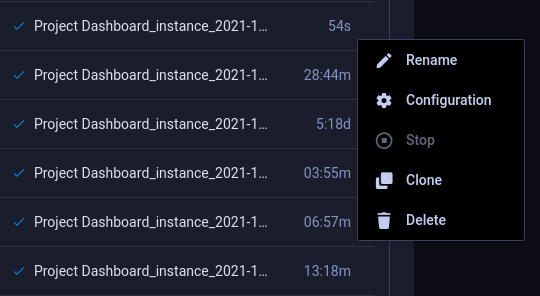 Project Dashboard_instance_2021-1... 54s
Project Dashboard_instance_2021-1... 28:44m
Project Dashboard_instance_2021-1... 5:18d
Project Dashboard_instance_2021-1... 03:55m
Project Dashboard_instance_2021-1... 06:57m
Project Dashboard_instance_2021-1... 13:18m
Rename
Configuration
Stop
Clone
Delete